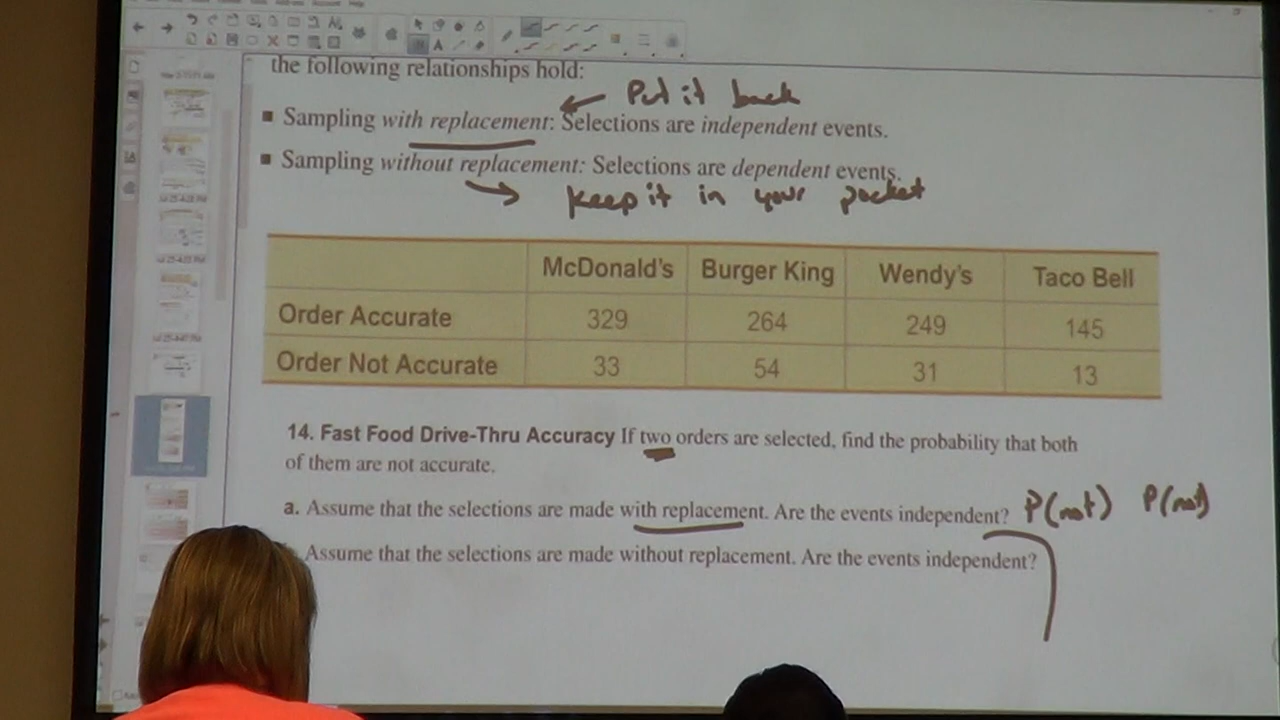 the following relationships hold:
Put it back
■ Sampling with replacement: Selections are independent events.
■ Sampling without replacement: Selections are dependent events.
keep it in your pocket
McDonald's Burger King Wendy's Taco Bell
Order Accurate 329 264 249 145
Order Not Accurate 33 54 31 13
14. Fast Food Drive-Thru Accuracy If two orders are selected, find the probability that both
of them are not accurate.
a. Assume that the selections are made with replacement. Are the events independent? P(not) P(not)
Assume that the selections are made without replacement. Are the events independent?